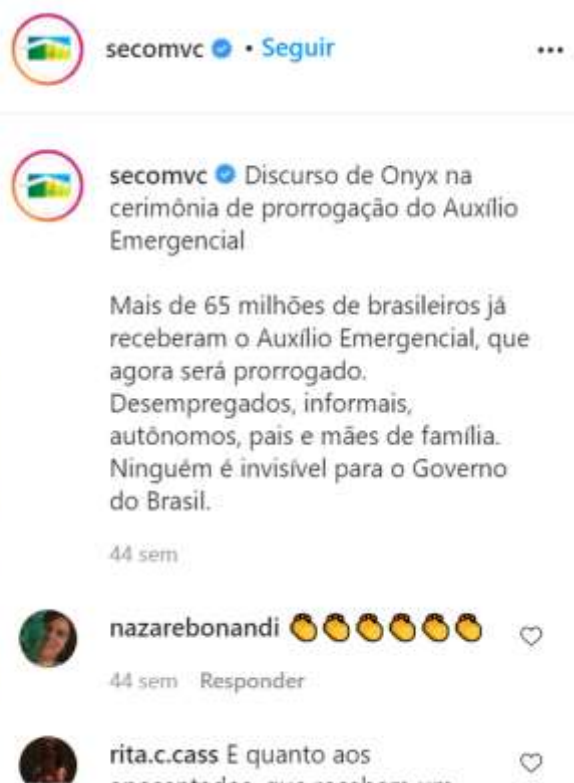 secomvc • Seguir
secomvc Discurso de Onyx na
cerimônia de prorrogação do Auxílio
Emergencial
Mais de 65 milhões de brasileiros já
receberam o Auxílio Emergencial, que
agora será prorrogado.
Desempregados, informais,
autônomos, pais e mães de família.
Ninguém é invisível para o Governo
do Brasil.
44 sem
nazarebonandi 👏👏👏👏👏👏
44 sem Responder
rita.c.cass E quanto aos